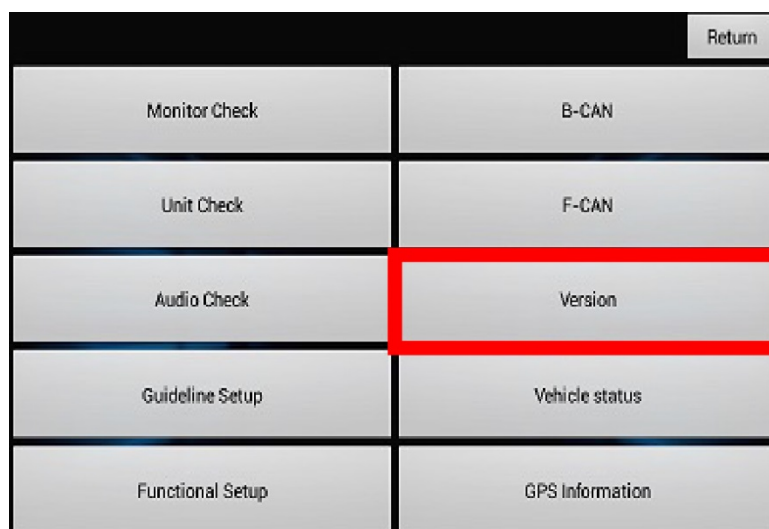 Return
Monitor Check
B-CAN
Unit Check
F-CAN
Audio Check
Version
Guideline Setup
Vehicle status
Functional Setup
GPS Information